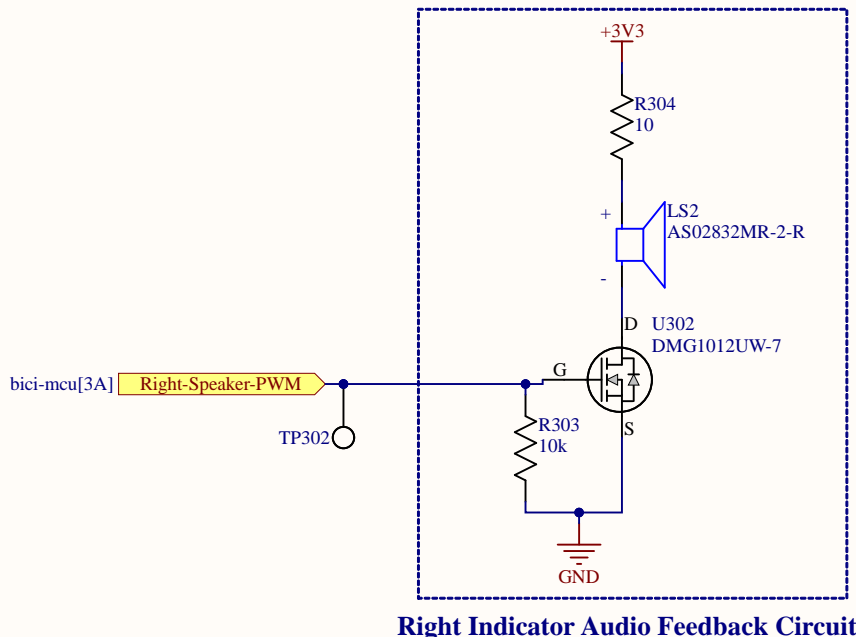 +3V3
R304
10
+
LS2
AS02832MR-2-R
-
D
U302
DMG1012UW-7
G
bici-mcu[3A]
Right-Speaker-PWM
S
R303
10k
TP302
GND
Right Indicator Audio Feedback Circuit